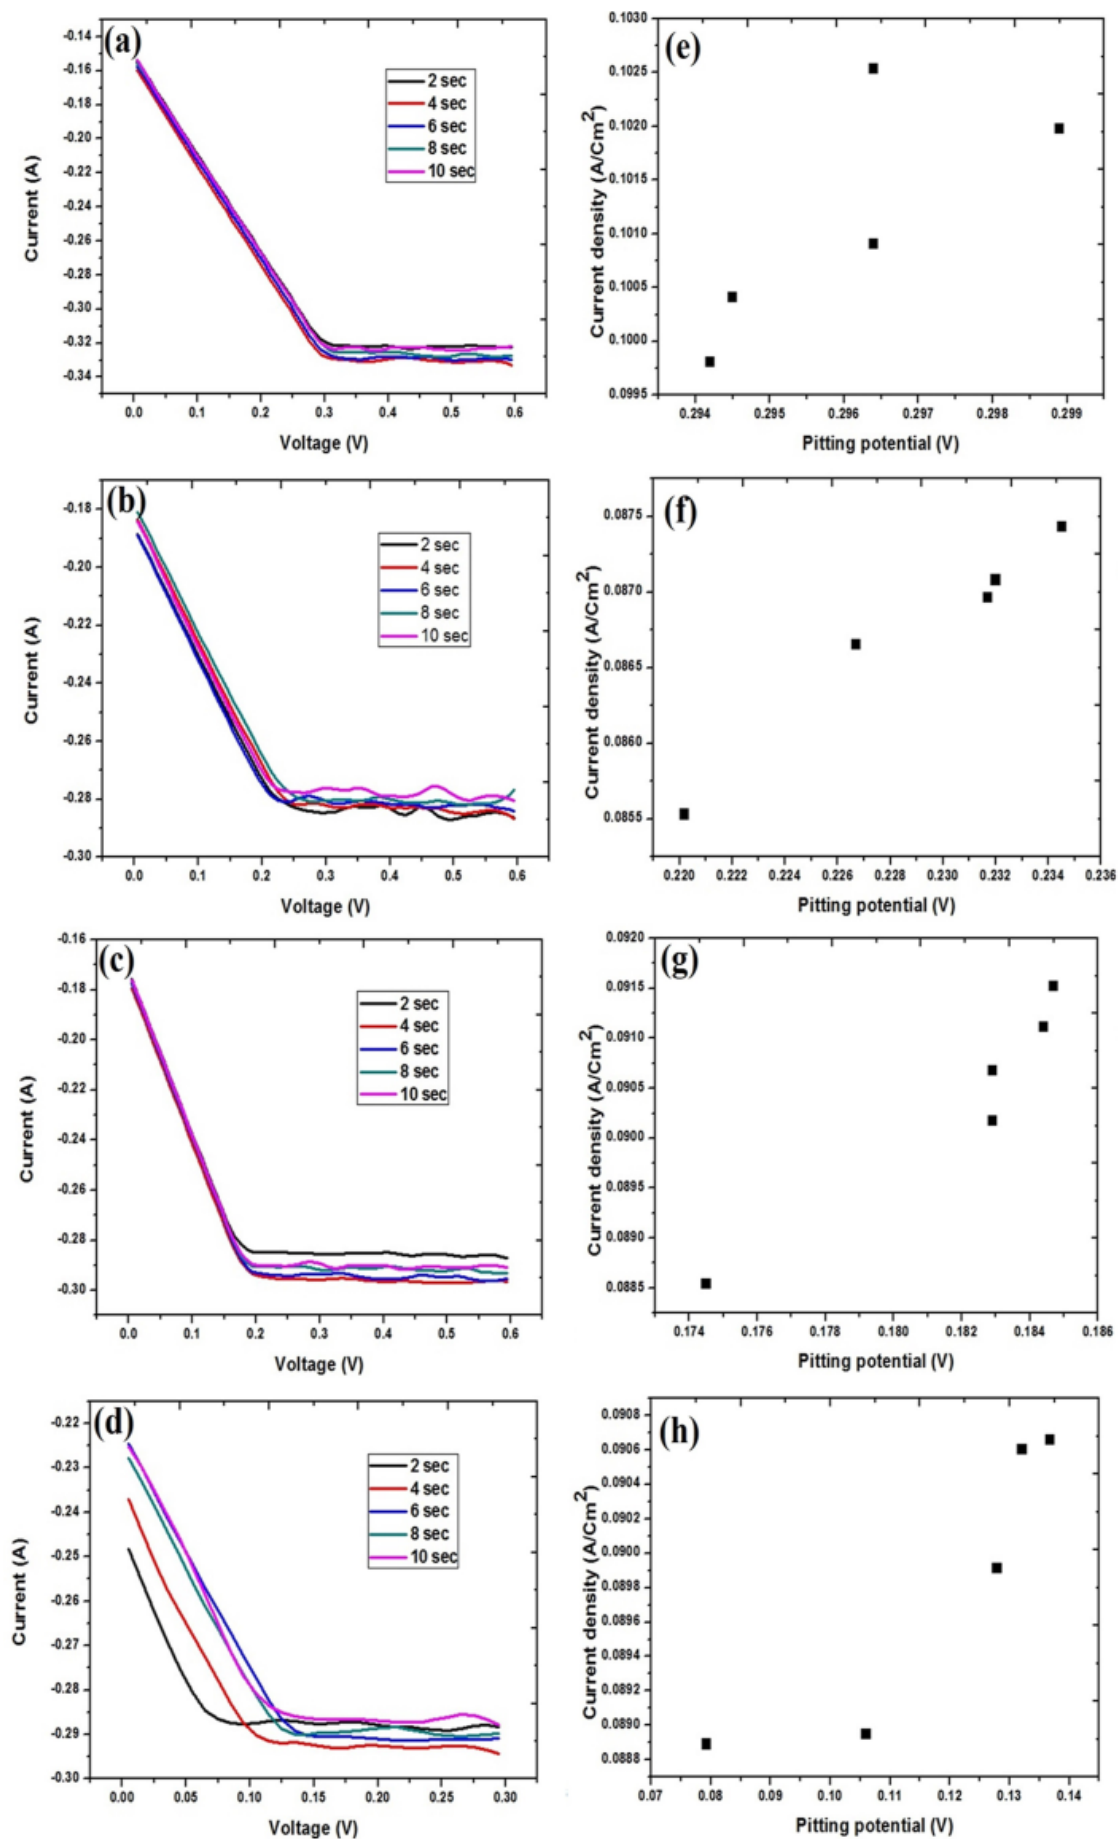 (a)
-0.14
-0.16
-0.18
-0.20
-0.22
-0.24
-0.26
-0.28
-0.30
-0.32
-0.34
Current (A)
2 sec
4 sec
6 sec
8 sec
10 sec
0.0 0.1 0.2 0.3 0.4 0.5 0.6
Voltage (V)
(e)
0.1030
0.1025
0.1020
0.1015
0.1010
0.1005
0.1000
0.0995
Current density (A/Cm2)
0.294 0.295 0.296 0.297 0.298 0.299
Pitting potential (V)
(b)
-0.18
-0.20
-0.22
-0.24
-0.26
-0.28
-0.30
Current (A)
2 sec
4 sec
6 sec
8 sec
10 sec
0.0 0.1 0.2 0.3 0.4 0.5 0.6
Voltage (V)
(f)
0.0875
0.0870
0.0865
0.0860
0.0855
Current density (A/Cm2)
0.220 0.222 0.224 0.226 0.228 0.230 0.232 0.234 0.236
Pitting potential (V)
(c)
-0.16
-0.18
-0.20
-0.22
-0.24
-0.26
-0.28
-0.30
Current (A)
2 sec
4 sec
6 sec
8 sec
10 sec
0.0 0.1 0.2 0.3 0.4 0.5 0.6
Voltage (V)
(g)
0.0920
0.0915
0.0910
0.0905
0.0900
0.0895
0.0890
0.0885
Current density (A/Cm2)
0.174 0.176 0.178 0.180 0.182 0.184 0.186
Pitting potential (V)
(d)
-0.22
-0.23
-0.24
-0.25
-0.26
-0.27
-0.28
-0.29
-0.30
Current (A)
2 sec
4 sec
6 sec
8 sec
10 sec
0.00 0.05 0.10 0.15 0.20 0.25 0.30
Voltage (V)
(h)
0.0908
0.0906
0.0904
0.0902
0.0900
0.0898
0.0896
0.0894
0.0892
0.0890
0.0888
Current density (A/Cm2)
0.07 0.08 0.09 0.10 0.11 0.12 0.13 0.14
Pitting potential (V)